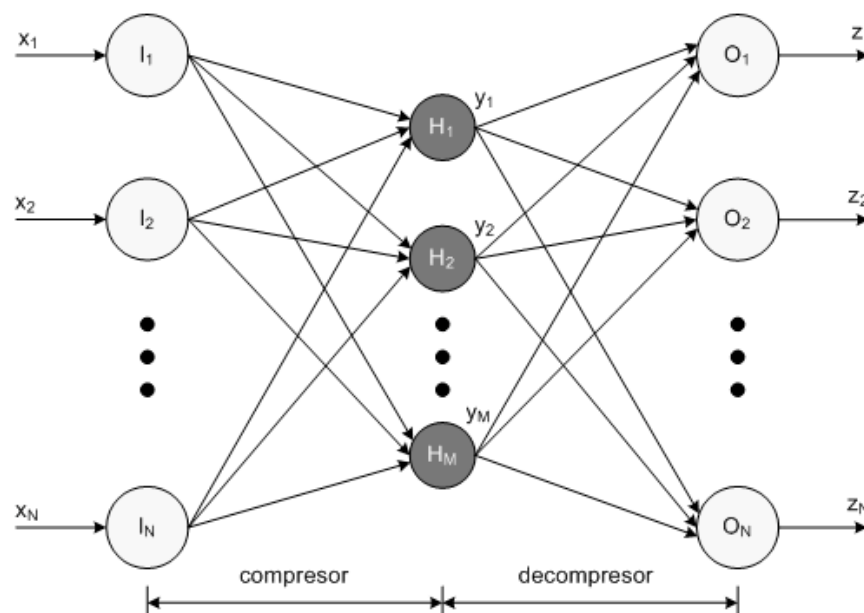 x1 I1 O1 z
y1
H1
x2 I2 y2 O2 z2
H2
yM
HM
xN IN ON zN
compresor decompresor